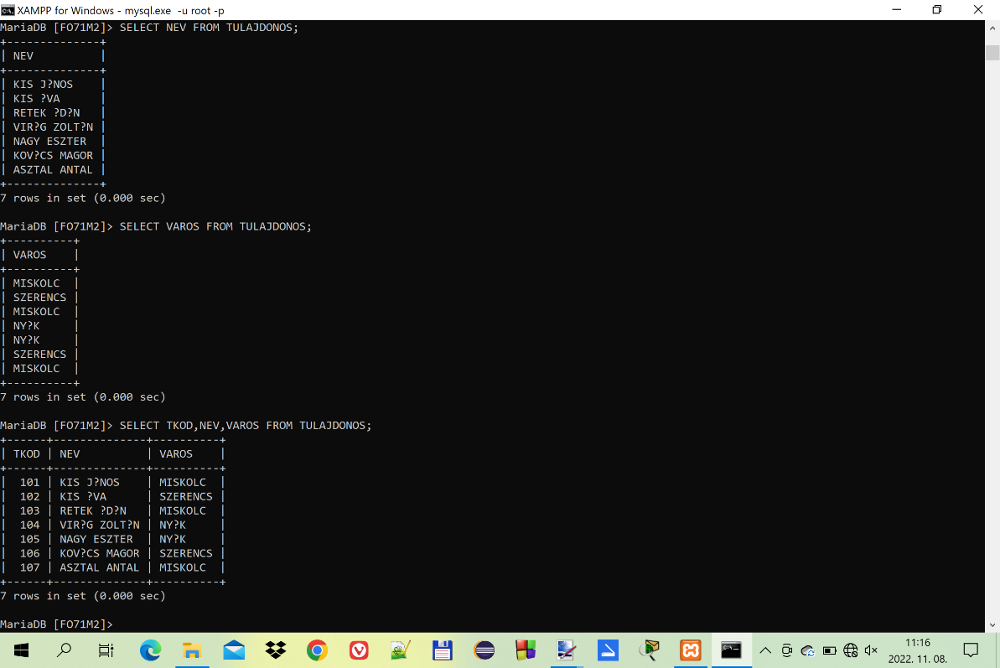 XAMPP for Windows - mysql.exe  -u root -p
MariaDB [FO71M2]> SELECT NEV FROM TULAJDONOS;
+--------------+
| NEV          |
+--------------+
| KIS J?NOS    |
| KIS ?VA      |
| RETEK ?D?N   |
| VIR?G ZOLT?N |
| NAGY ESZTER  |
| KOV?CS MAGOR |
| ASZTAL ANTAL |
+--------------+
7 rows in set (0.000 sec)
MariaDB [FO71M2]> SELECT VAROS FROM TULAJDONOS;
+----------+
| VAROS    |
+----------+
| MISKOLC  |
| SZERENCS |
| MISKOLC  |
| NY?K     |
| NY?K     |
| SZERENCS |
| MISKOLC  |
+----------+
7 rows in set (0.000 sec)
MariaDB [FO71M2]> SELECT TKOD,NEV,VAROS FROM TULAJDONOS;
+------+--------------+----------+
| TKOD | NEV          | VAROS    |
+------+--------------+----------+
|  101 | KIS J?NOS    | MISKOLC  |
|  102 | KIS ?VA      | SZERENCS |
|  103 | RETEK ?D?N   | MISKOLC  |
|  104 | VIR?G ZOLT?N | NY?K     |
|  105 | NAGY ESZTER  | NY?K     |
|  106 | KOV?CS MAGOR | SZERENCS |
|  107 | ASZTAL ANTAL | MISKOLC  |
+------+--------------+----------+
7 rows in set (0.000 sec)
MariaDB [FO71M2]>
11:16
2022. 11. 08.